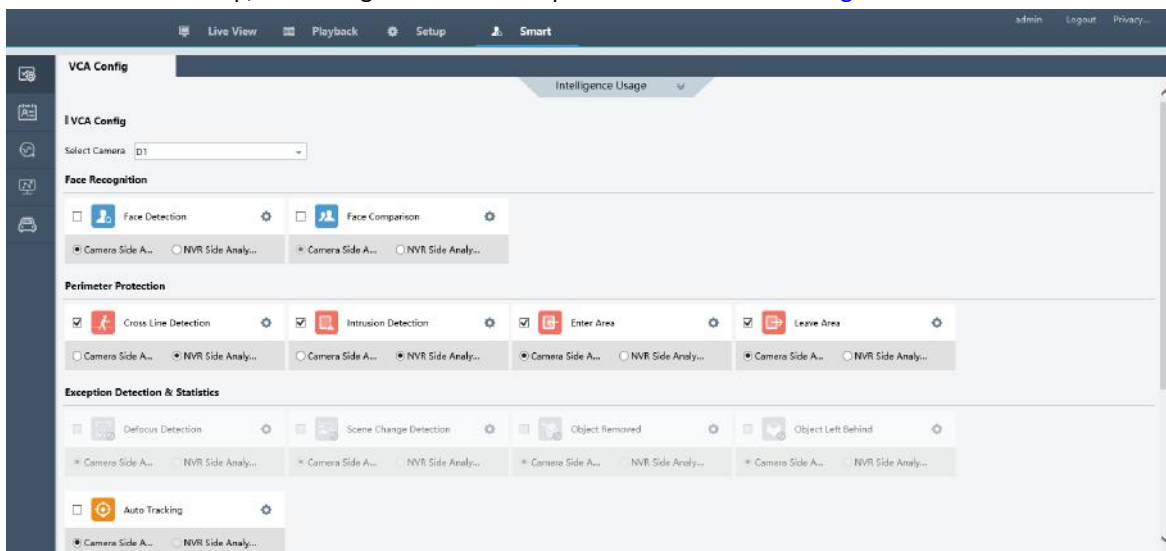 admin Logout Privacy...
Live View Playback Setup Smart
VCA Config
Intelligence Usage
VCA Config
Select Camera D1
Face Recognition
Face Detection Face Comparison
Camera Side A... NVR Side Analy... Camera Side A... NVR Side Analy...
Perimeter Protection
Cross Line Detection Intrusion Detection Enter Area Leave Area
Camera Side A... NVR Side Analy... Camera Side A... NVR Side Analy... Camera Side A... NVR Side Analy... Camera Side A... NVR Side Analy...
Exception Detection & Statistics
Defocus Detection Scene Change Detection Object Removed Object Left Behind
Camera Side A... NVR Side Analy... Camera Side A... NVR Side Analy... Camera Side A... NVR Side Analy... Camera Side A... NVR Side Analy...
Auto Tracking
Camera Side A... NVR Side Analy...